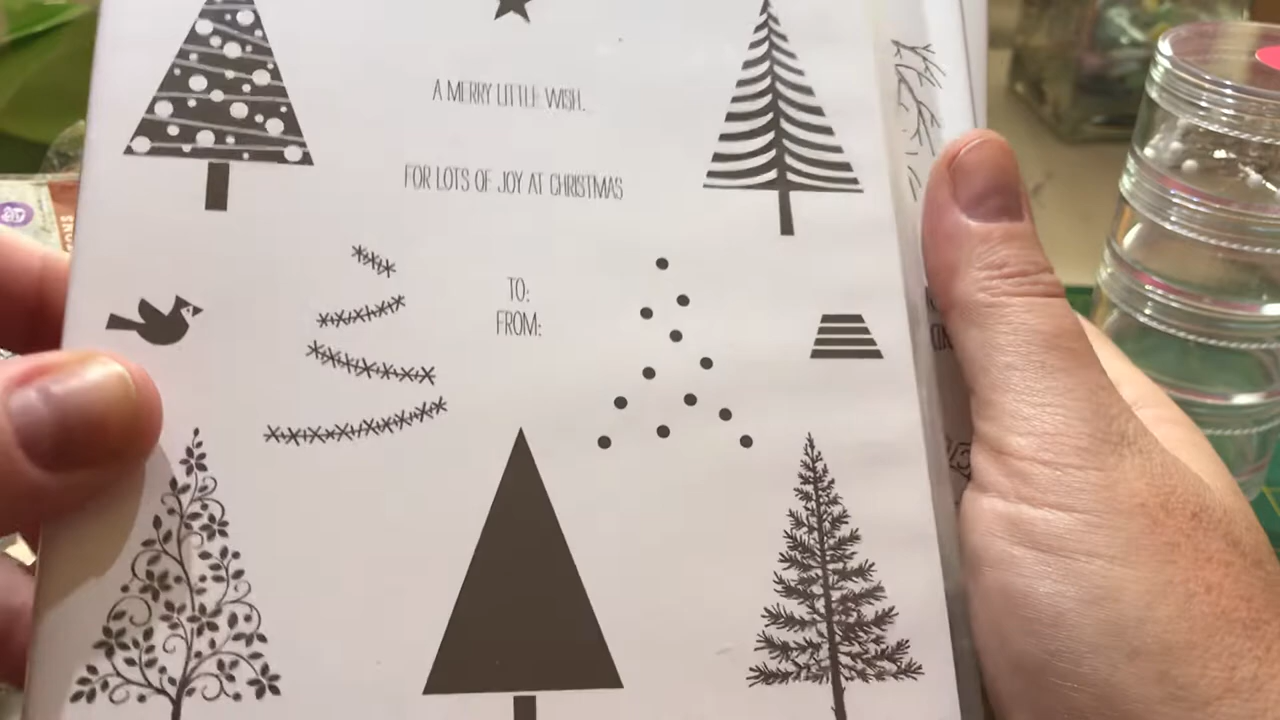 A MERRY LITTLE WISH.
FOR LOTS OF JOY AT CHRISTMAS
TO:
FROM: